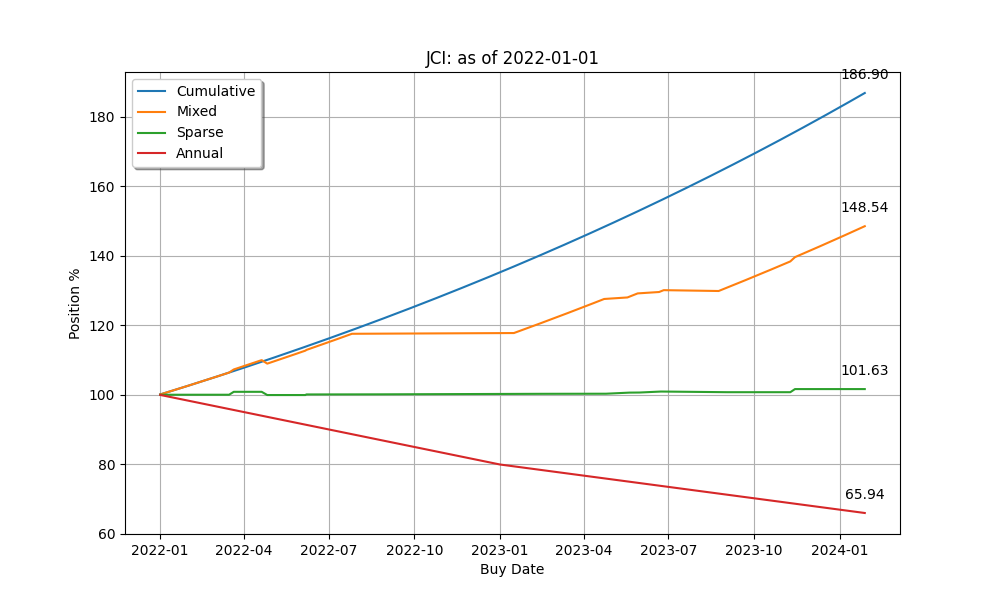 JCI: as of 2022-01-01
Cumulative
Mixed
Sparse
Annual
186.90
148.54
101.63
65.94
Position %
180
160
140
120
100
80
60
2022-01 2022-04 2022-07 2022-10 2023-01 2023-04 2023-07 2023-10 2024-01
Buy Date